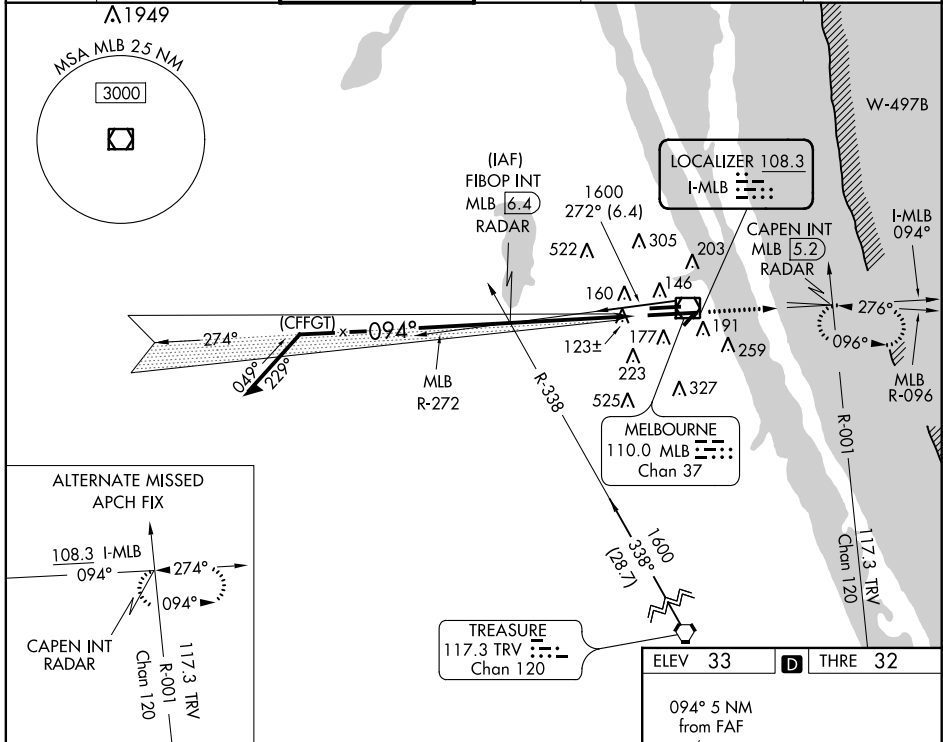 1949
MSA MLB 25 NM
3000
W-497B
LOCALIZER 108.3
I-MLB
(IAF)
FIBOP INT
MLB 6.4
RADAR
1600
272° (6.4)
522
305
203
CAPEN INT
MLB 5.2
RADAR
I-MLB
094°
160
146
276°
096°
(CFFGT)
x
094°
274°
123±
177
191
259
223
049°
229°
MLB
R-272
MLB
R-096
R-338
525
327
MELBOURNE
110.0 MLB
Chan 37
R-001
117.3 TRV
Chan 120
ALTERNATE MISSED
APCH FIX
108.3 I-MLB
094°
274°
094°
CAPEN INT
RADAR
117.3 TRV
R-001
Chan 120
1600
338°
(28.7)
TREASURE
117.3 TRV
Chan 120
ELEV 33
D
THRE 32
094° 5 NM
from FAF